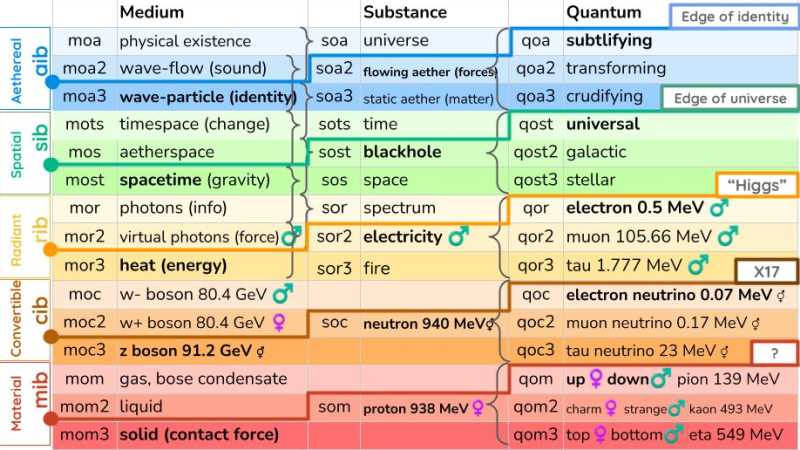 Medium Substance Quantum Edge of identity
Aethereal aib
moa physical existence soa universe qoa subtlifying
moa2 wave-flow (sound) soa2 flowing aether (forces) qoa2 transforming
moa3 wave-particle (identity) soa3 static aether (matter) qoa3 crudifying Edge of universe
Spatial sib
mots timespace (change) sots time qost universal
mos aetherspace sost blackhole qost2 galactic
most spacetime (gravity) sos space qost3 stellar "Higgs"
Radiant rib
mor photons (info) sor spectrum qor electron 0.5 MeV ♂
mor2 virtual photons (force) ♂ sor2 electricity ♂ qor2 muon 105.66 MeV ♂
mor3 heat (energy) sor3 fire qor3 tau 1.777 MeV ♂ X17
Convertible cib
moc w- boson 80.4 GeV ♂ qoc electron neutrino 0.07 MeV ⚥
moc2 w+ boson 80.4 GeV ♀ soc neutron 940 MeV ⚥ qoc2 muon neutrino 0.17 MeV ⚥
moc3 z boson 91.2 GeV ⚥ qoc3 tau neutrino 23 MeV ⚥ ?
Material mib
mom gas, bose condensate qom up ♀ down ♂ pion 139 MeV
mom2 liquid som proton 938 MeV ♀ qom2 charm ♀ strange ♂ kaon 493 MeV
mom3 solid (contact force) qom3 top ♀ bottom ♂ eta 549 MeV